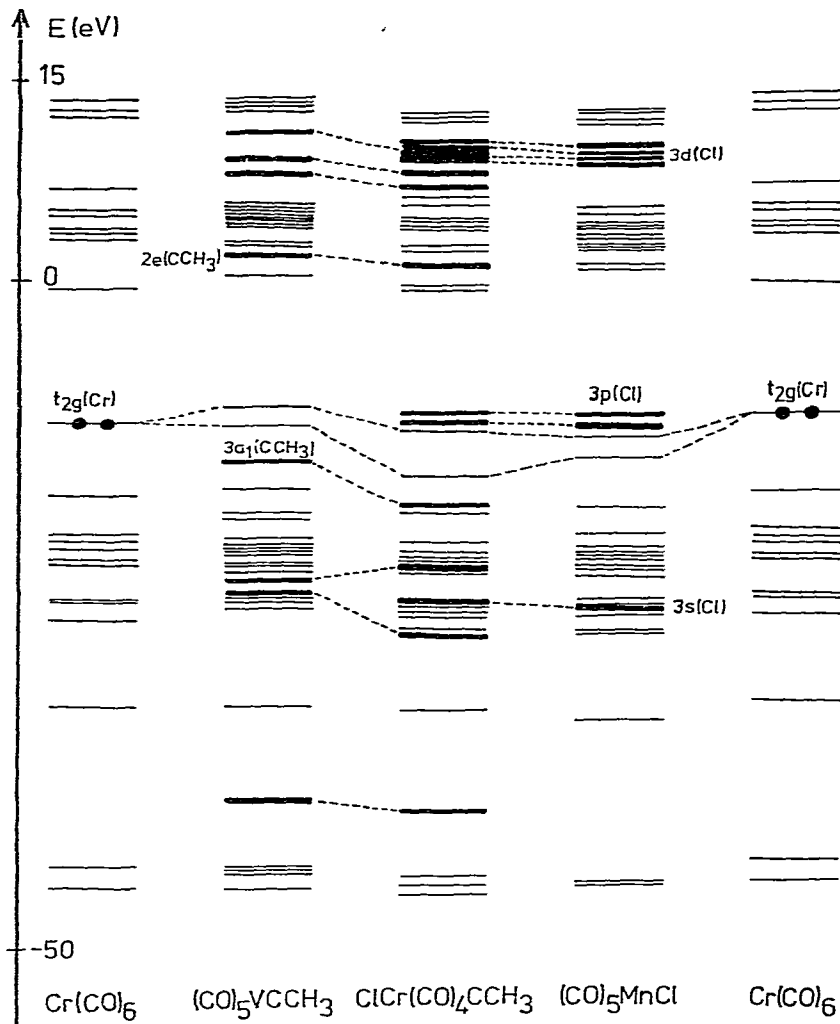 E (eV)
15
3d(Cl)
2e(CCH₃)
0
t₂g(Cr)
3p(Cl)
t₂g(Cr)
3a₁(CCH₃)
3s(Cl)
-50
Cr(CO)₆
(CO)₅VCCH₃
ClCr(CO)₄CCH₃
(CO)₅MnCl
Cr(CO)₆